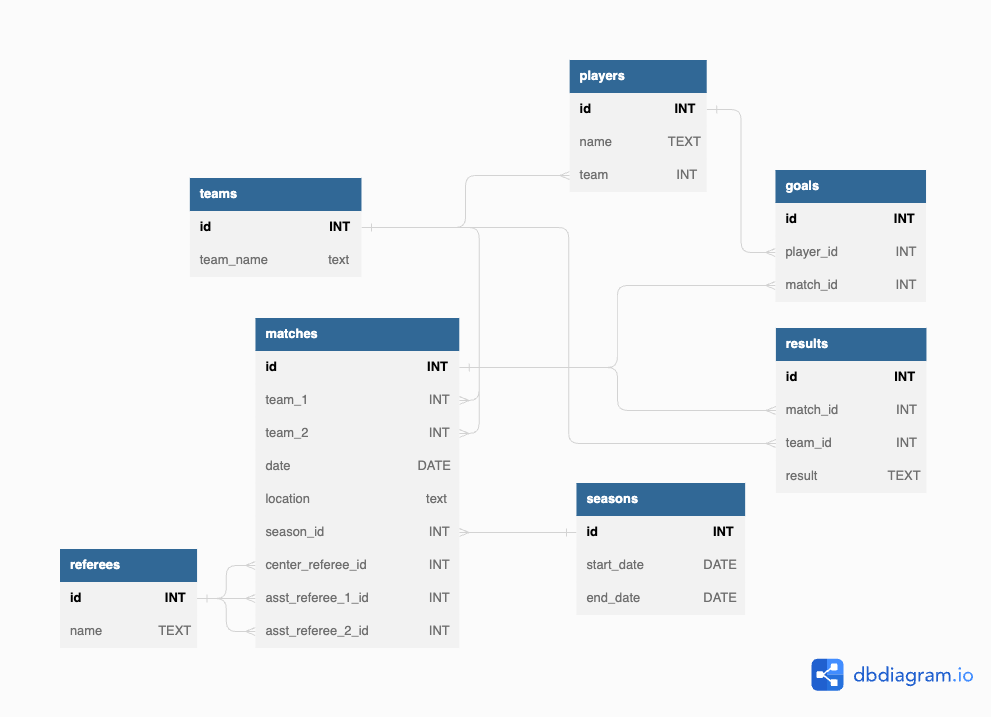 players
id INT
name TEXT
team INT
teams
id INT
team_name text
goals
id INT
player_id INT
match_id INT
matches
id INT
team_1 INT
team_2 INT
date DATE
location text
season_id INT
center_referee_id INT
asst_referee_1_id INT
asst_referee_2_id INT
results
id INT
match_id INT
team_id INT
result TEXT
seasons
id INT
start_date DATE
end_date DATE
referees
id INT
name TEXT
dbdiagram.io